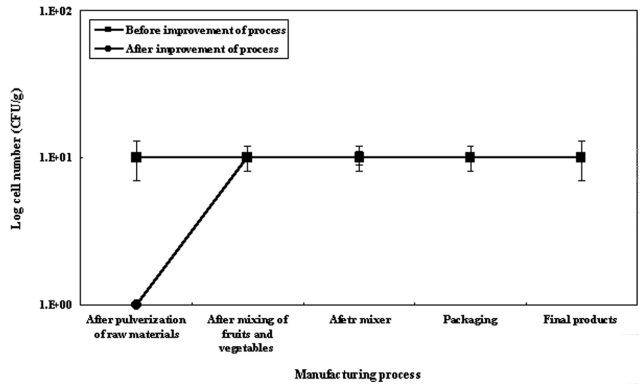 1.E+02
Before improvement of process
After improvement of process
Log cell number (CFU/g)
1.E+01
1.E+00
After pulverization
of raw materials
After mixing of
fruits and
vegetables
Afetr mixer
Packaging
Final products
Manufacturing process